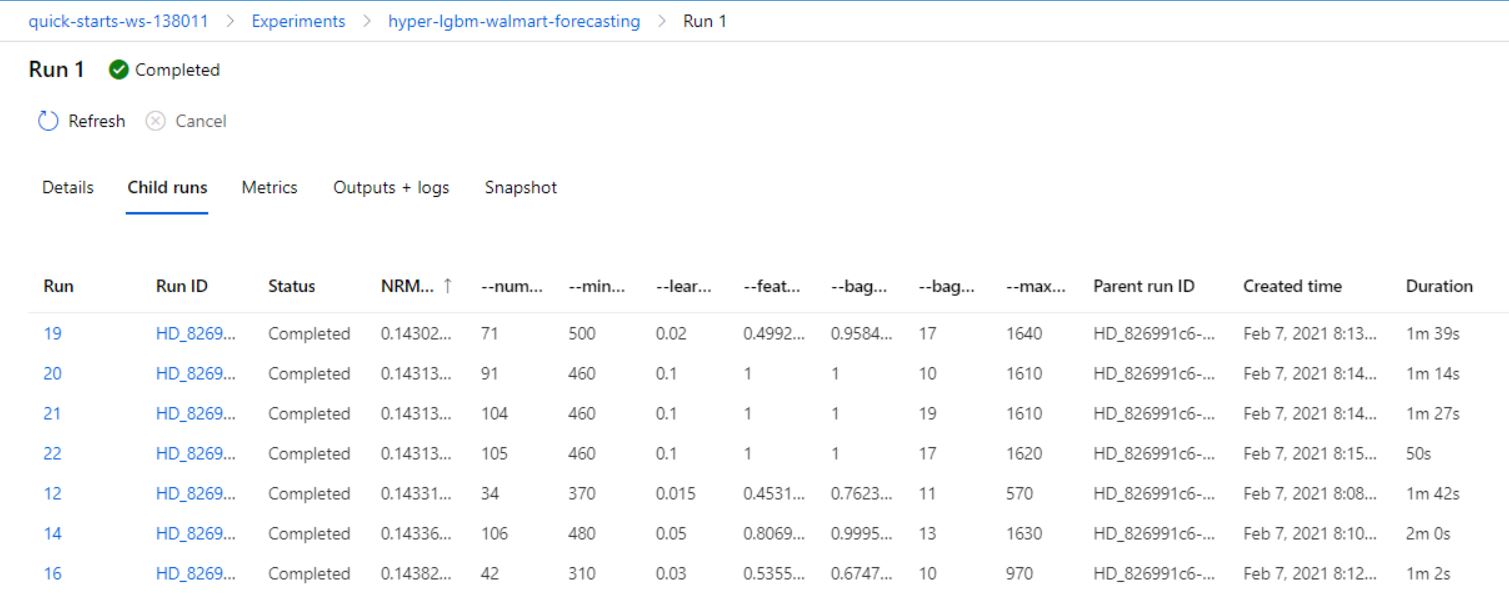 quick-starts-ws-138011 > Experiments > hyper-lgbm-walmart-forecasting > Run 1
Run 1 Completed
Refresh Cancel
Details Child runs Metrics Outputs + logs Snapshot
Run Run ID Status NRM... ↑ --num... --min... --lear... --feat... --bag... --bag... --max... Parent run ID Created time Duration
19 HD_8269... Completed 0.14302... 71 500 0.02 0.4992... 0.9584... 17 1640 HD_826991c6-... Feb 7, 2021 8:13... 1m 39s
20 HD_8269... Completed 0.14313... 91 460 0.1 1 1 10 1610 HD_826991c6-... Feb 7, 2021 8:14... 1m 14s
21 HD_8269... Completed 0.14313... 104 460 0.1 1 1 19 1610 HD_826991c6-... Feb 7, 2021 8:14... 1m 27s
22 HD_8269... Completed 0.14313... 105 460 0.1 1 1 17 1620 HD_826991c6-... Feb 7, 2021 8:15... 50s
12 HD_8269... Completed 0.14331... 34 370 0.015 0.4531... 0.7623... 11 570 HD_826991c6-... Feb 7, 2021 8:08... 1m 42s
14 HD_8269... Completed 0.14336... 106 480 0.05 0.8069... 0.9995... 13 1630 HD_826991c6-... Feb 7, 2021 8:10... 2m 0s
16 HD_8269... Completed 0.14382... 42 310 0.03 0.5355... 0.6747... 10 970 HD_826991c6-... Feb 7, 2021 8:12... 1m 2s